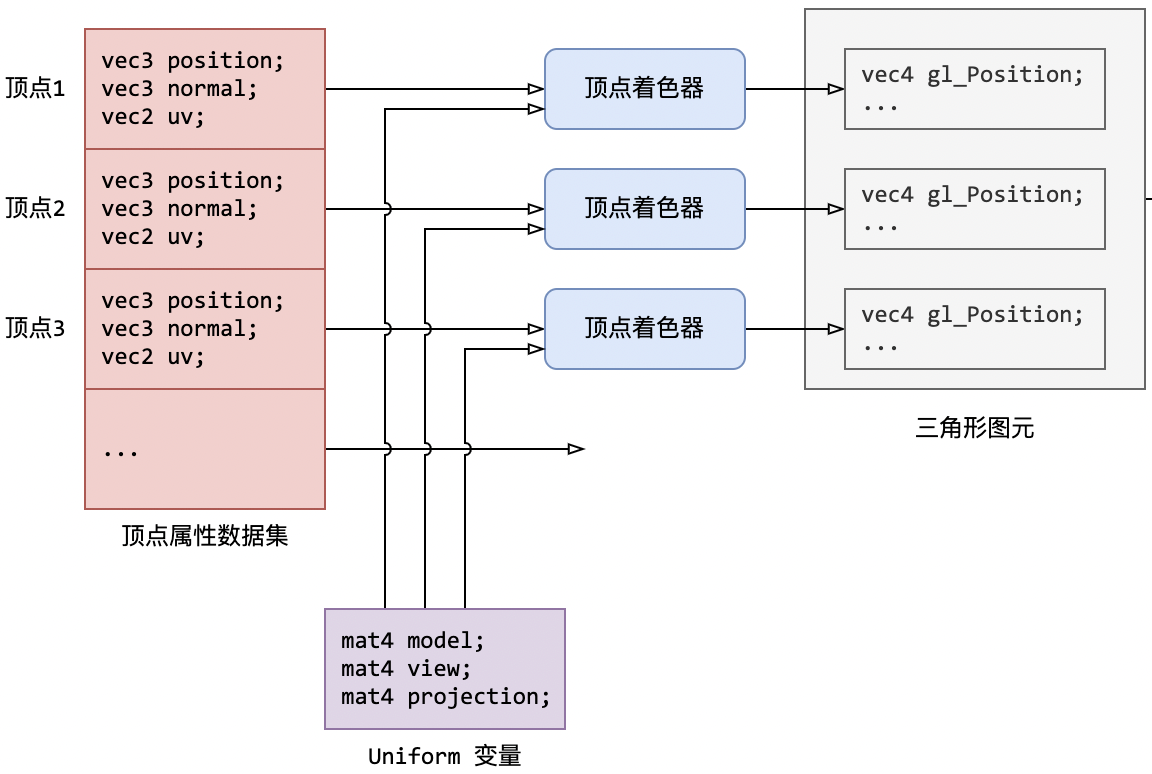 顶点1
vec3 position;
vec3 normal;
vec2 uv;
顶点着色器
vec4 gl_Position;
...
顶点2
vec3 position;
vec3 normal;
vec2 uv;
顶点着色器
vec4 gl_Position;
...
顶点3
vec3 position;
vec3 normal;
vec2 uv;
顶点着色器
vec4 gl_Position;
...
三角形图元
...
顶点属性数据集
mat4 model;
mat4 view;
mat4 projection;
Uniform 变量